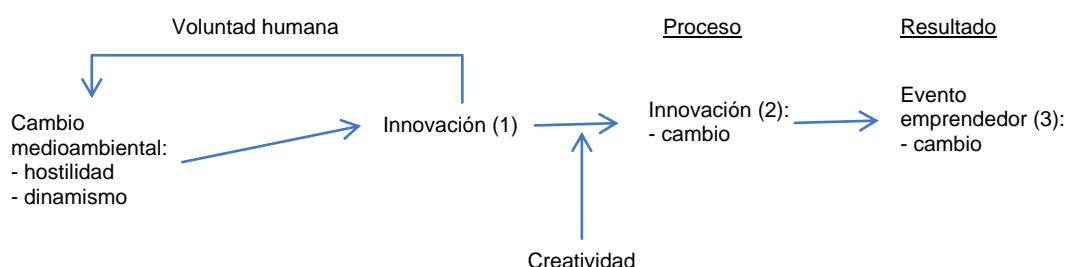 Voluntad humana
Proceso
Resultado
Cambio
medioambiental:
- hostilidad
- dinamismo
Innovación (1)
Innovación (2):
- cambio
Evento
emprendedor (3):
- cambio
Creatividad